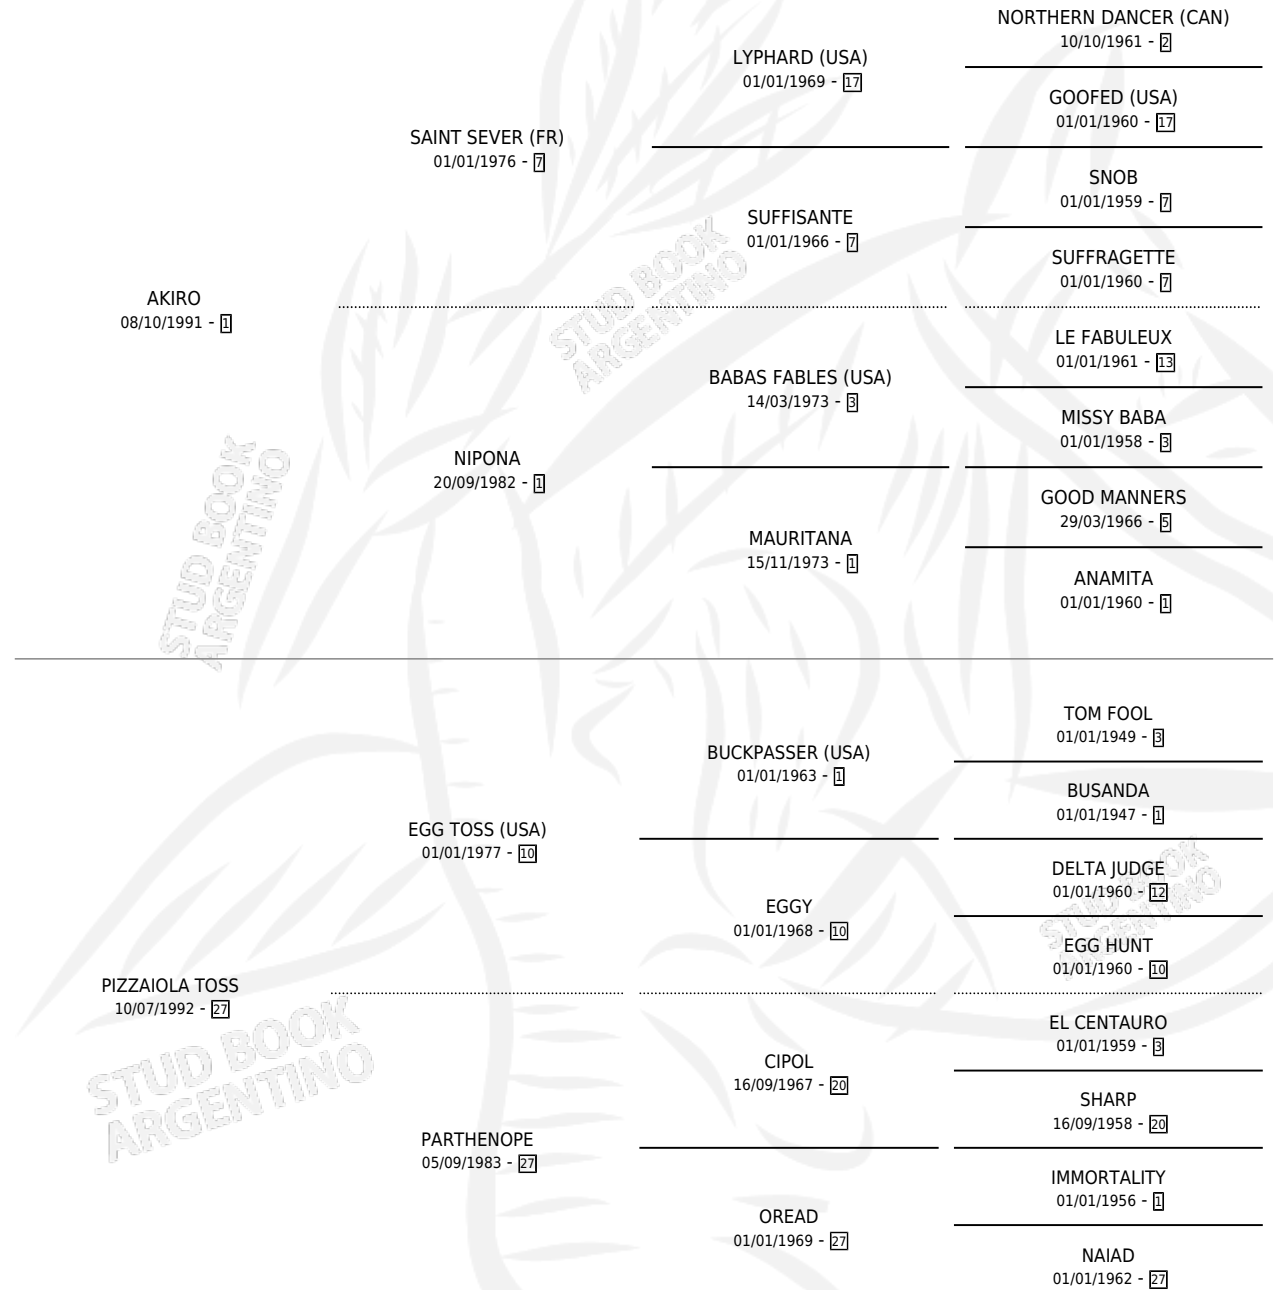 NORTHERN DANCER (CAN)
10/10/1961 - 2
LYPHARD (USA)
01/01/1969 - 17
GOOFED (USA)
01/01/1960 - 17
SAINT SEVER (FR)
01/01/1976 - 7
SNOB
01/01/1959 - 7
SUFFISANTE
01/01/1966 - 7
SUFFRAGETTE
01/01/1960 - 7
AKIRO
08/10/1991 - 1
LE FABULEUX
01/01/1961 - 13
BABAS FABLES (USA)
14/03/1973 - 3
MISSY BABA
01/01/1958 - 3
NIPONA
20/09/1982 - 1
GOOD MANNERS
29/03/1966 - 5
MAURITANA
15/11/1973 - 1
ANAMITA
01/01/1960 - 1
TOM FOOL
01/01/1949 - 3
BUCKPASSER (USA)
01/01/1963 - 1
BUSANDA
01/01/1947 - 1
EGG TOSS (USA)
01/01/1977 - 10
DELTA JUDGE
01/01/1960 - 12
EGGY
01/01/1968 - 10
EGG HUNT
01/01/1960 - 10
PIZZAIOLA TOSS
10/07/1992 - 27
EL CENTAURO
01/01/1959 - 3
CIPOL
16/09/1967 - 20
SHARP
16/09/1958 - 20
PARTHENOPE
05/09/1983 - 27
IMMORTALITY
01/01/1956 - 1
OREAD
01/01/1969 - 27
NAIAD
01/01/1962 - 27
STUD BOOK
ARGENTINO
STUD BOOK
ARGENTINO
STUD BOOK
ARGENTINO
STUD BOOK
ARGENTINO